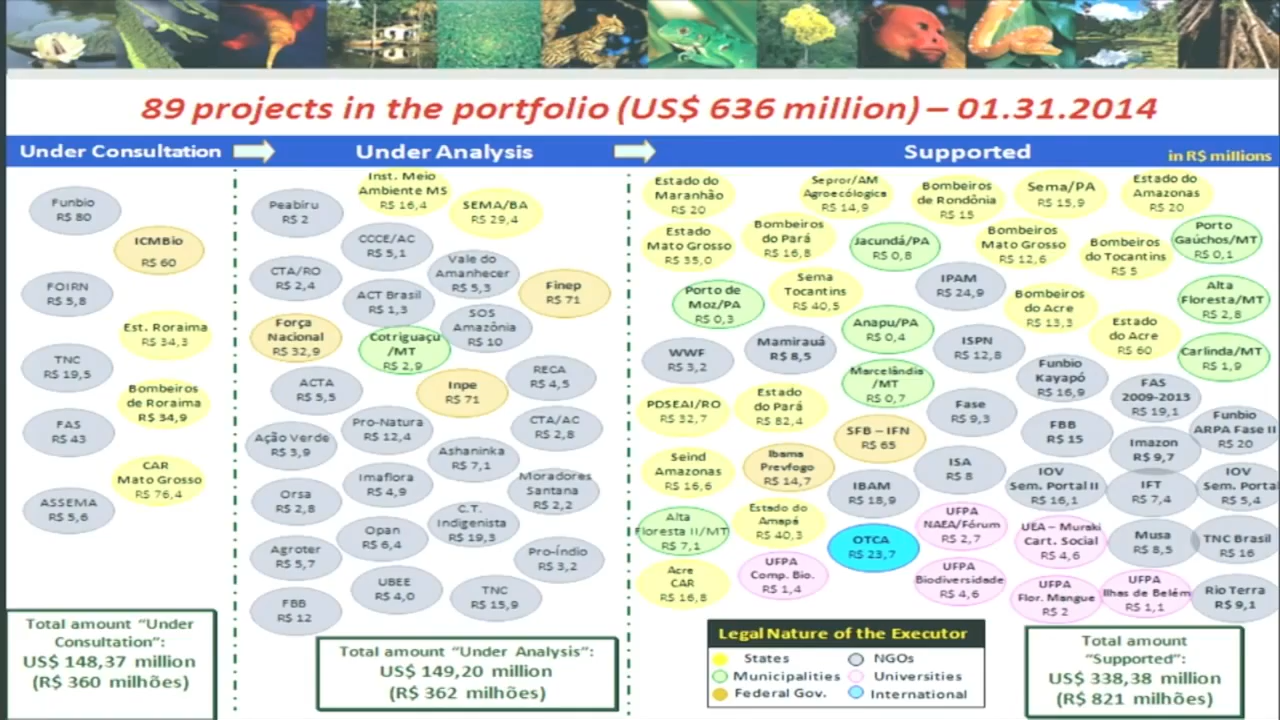 89 projects in the portfolio (US$ 636 million) – 01.31.2014
Under Consultation
Under Analysis
Supported
in R$ millions
Funbio
R$ 80
ICMBio
R$ 60
FOIRN
R$ 5,8
Est. Roraima
R$ 34,3
TNC
R$ 19,5
Bombeiros
de Roraima
R$ 34,9
FAS
R$ 43
CAR
Mato Grosso
R$ 76,4
ASSEMA
R$ 5,6
Total amount “Under
Consultation”:
US$ 148,37 million
(R$ 360 milhões)
Peabiru
R$ 2
Inst. Meio
Ambiente MS
R$ 16,4
SEMA/BA
R$ 29,4
CCCE/AC
R$ 5,1
CTA/RO
R$ 2,4
Vale do
Amanhecer
R$ 5,3
Finep
R$ 71
ACT Brasil
R$ 1,3
SOS
Amazônia
R$ 10
Força
Nacional
R$ 32,9
Cotriguaçu
/MT
R$ 2,9
ACTA
R$ 5,5
Inpe
R$ 71
RECA
R$ 4,5
Pro-Natura
R$ 12,4
CTA/AC
R$ 2,8
Ação Verde
R$ 3,9
Ashaninka
R$ 7,1
Imaflora
R$ 4,9
Moradores
Santana
R$ 2,2
Orsa
R$ 2,8
C.T.
Indigenista
R$ 19,3
Opan
R$ 6,4
Agroter
R$ 5,7
Pro-Índio
R$ 3,2
UBEE
R$ 4,0
FBB
R$ 12
TNC
R$ 15,9
Total amount “Under Analysis”:
US$ 149,20 million
(R$ 362 milhões)
Estado do
Maranhão
R$ 20
Sepror/AM
Agroecólogica
R$ 14,9
Bombeiros
de Rondônia
R$ 15
Sema/PA
R$ 15,9
Estado do
Amazonas
R$ 20
Estado
Mato Grosso
R$ 35,0
Bombeiros
do Pará
R$ 16,8
Jacundá/PA
R$ 0,8
Bombeiros
Mato Grosso
R$ 12,6
Bombeiros
do Tocantins
R$ 5
Porto
Gaúchos/MT
R$ 0,1
Porto de
Moz/PA
R$ 0,3
Sema
Tocantins
R$ 40,5
IPAM
R$ 24,9
Bombeiros
do Acre
R$ 13,3
Alta
Floresta/MT
R$ 2,8
WWF
R$ 3,2
Mamirauá
R$ 8,5
Anapu/PA
R$ 0,4
ISPN
R$ 12,8
Estado
do Acre
R$ 60
Carlinda/MT
R$ 1,9
Marcelândia
/MT
R$ 0,7
Funbio
Kayapó
R$ 16,9
FAS
2009-2013
R$ 19,1
PDSEAI/RO
R$ 32,7
Estado
do Pará
R$ 82,4
SFB – IFN
R$ 65
Fase
R$ 9,3
FBB
R$ 15
Imazon
R$ 9,7
Funbio
ARPA Fase II
R$ 20
Seind
Amazonas
R$ 16,6
Ibama
Prevfogo
R$ 14,7
IBAM
R$ 18,9
ISA
R$ 8
IOV
Sem. Portal II
R$ 16,1
IFT
R$ 7,4
IOV
Sem. Portal
R$ 5,4
Alta
Floresta II/MT
R$ 7,1
Estado do
Amapá
R$ 40,3
OTCA
R$ 23,7
UFPA
NAEA/Fórum
R$ 2,7
UEA – Muraki
Cart. Social
R$ 4,6
Musa
R$ 8,5
TNC Brasil
R$ 16
Acre
CAR
R$ 16,8
UFPA
Comp. Bio.
R$ 1,4
UFPA
Biodiversidade
R$ 4,6
UFPA
Flor. Mangue
R$ 2
UFPA
Ilhas de Belém
R$ 1,1
Rio Terra
R$ 9,1
Legal Nature of the Executor
States
NGOs
Municipalities
Universities
Federal Gov.
International
Total amount
“Supported”:
US$ 338,38 million
(R$ 821 milhões)